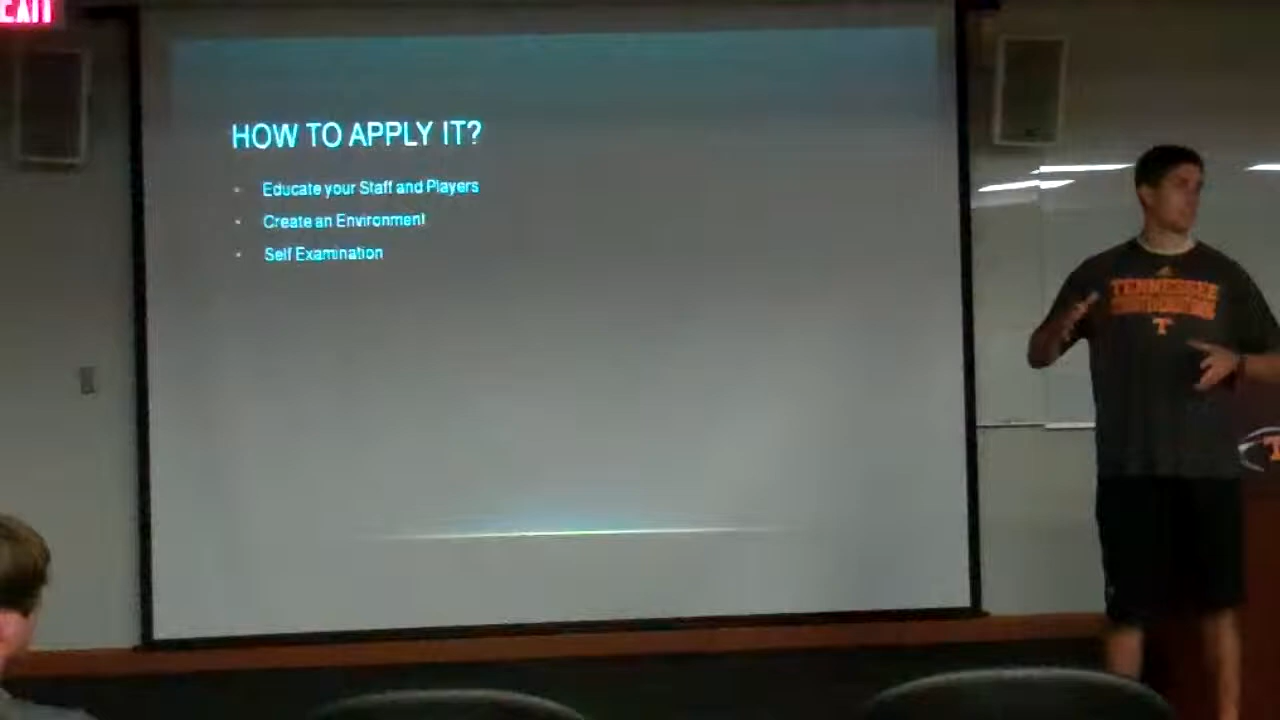 EXIT
HOW TO APPLY IT?
• Educate your Staff and Players
• Create an Environment
• Self Examination
TENNESSEE
T
T